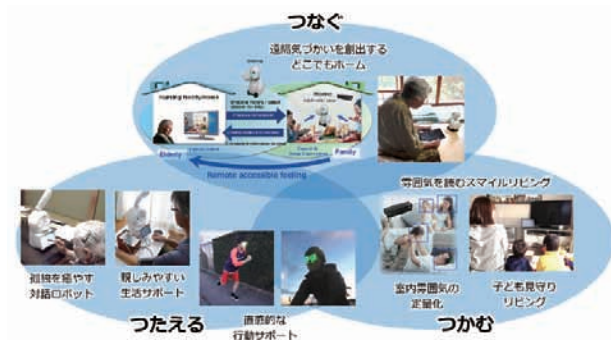 つなぐ
遠隔気づかいを創出する
どこでもホーム
Elderly
Family
Remote accessible feeling
雰囲気を読むスマイルリビング
孤独を癒やす
対話ロボット
親しみやすい
生活サポート
直感的な
行動サポート
室内雰囲気の
定量化
子ども見守り
リビング
つたえる
つかむ